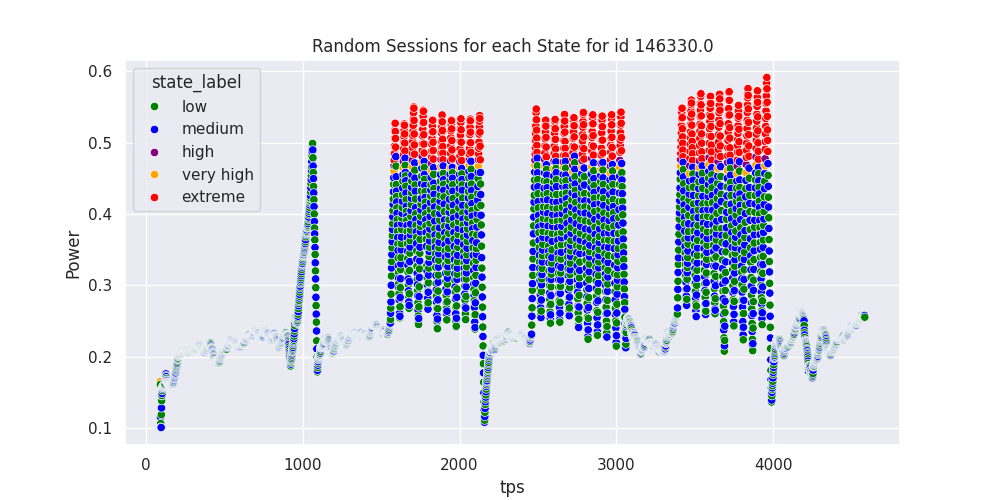 Random Sessions for each State for id 146330.0
state_label
low
medium
high
very high
extreme
Power
0.6
0.5
0.4
0.3
0.2
0.1
0
1000
2000
3000
4000
tps